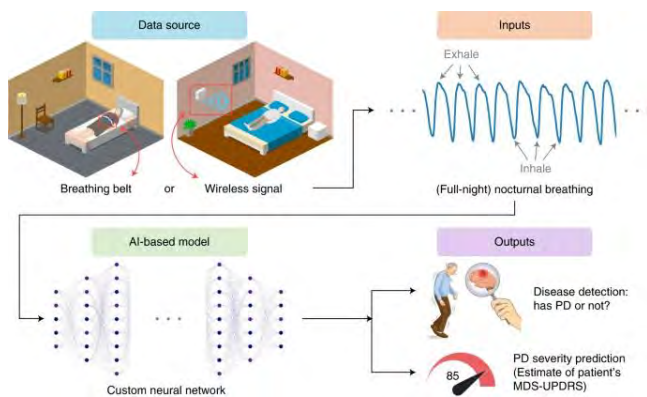 Data source
Inputs
Exhale
Inhale
Breathing belt or Wireless signal
(Full-night) nocturnal breathing
AI-based model
Outputs
Disease detection:
has PD or not?
PD severity prediction
(Estimate of patient's
MDS-UPDRS)
85
Custom neural network